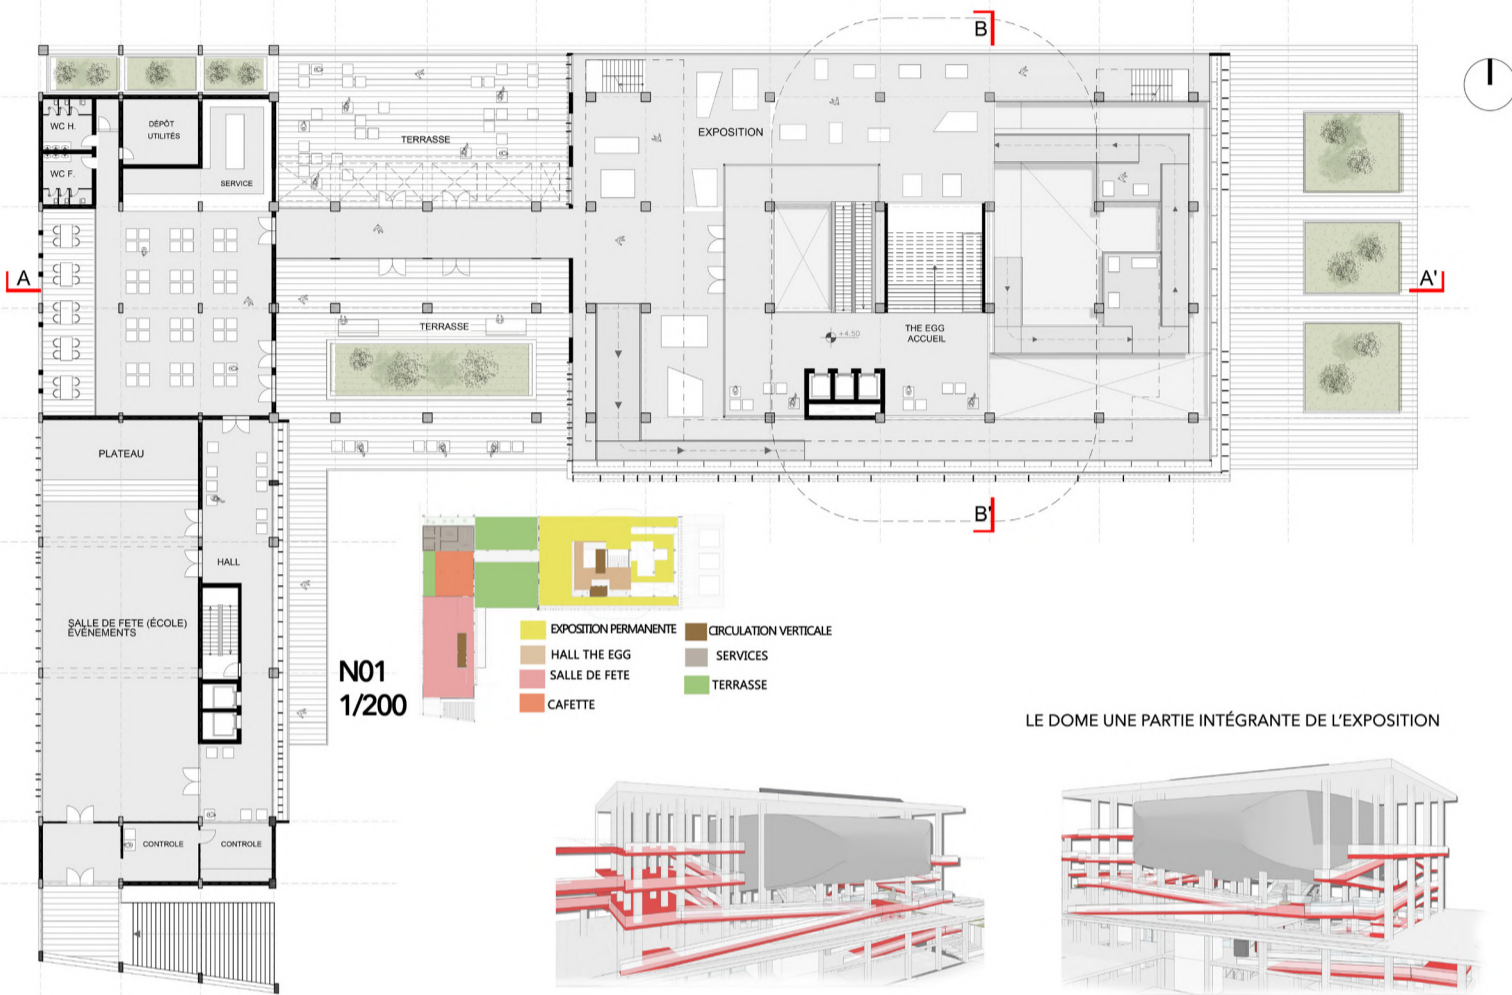 B
WC H.
DÉPÔT
UTILITÉS
TERRASSE
EXPOSITION
WC F.
SERVICE
A
A'
TERRASSE
+4.50
THE EGG
ACCUEIL
PLATEAU
B'
HALL
SALLE DE FETE (ÉCOLE)
ÉVÉNEMENTS
N01
1/200
EXPOSITION PERMANENTE
CIRCULATION VERTICALE
HALL THE EGG
SERVICES
SALLE DE FETE
TERRASSE
CAFETTE
LE DOME UNE PARTIE INTÉGRANTE DE L'EXPOSITION
CONTROLE
CONTROLE